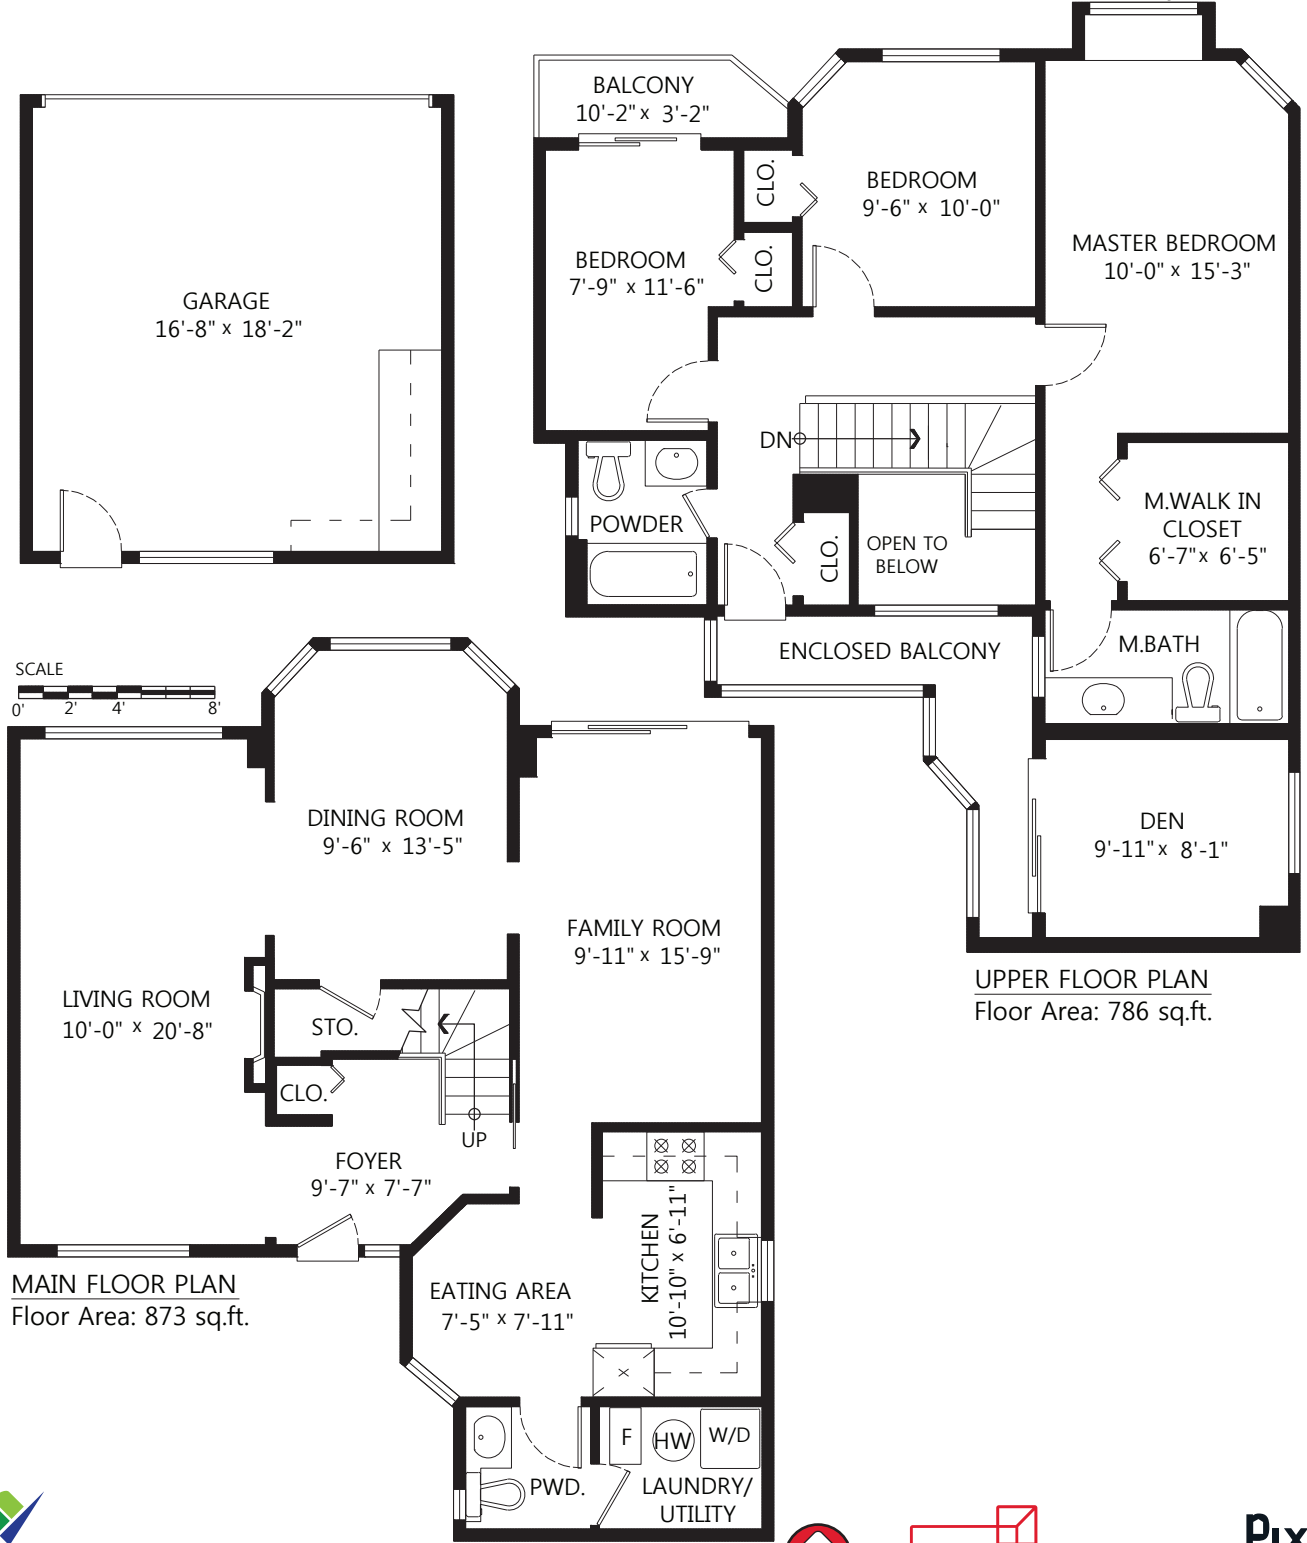 BALCONY
10'-2" x 3'-2"
CLO.
BEDROOM
9'-6" x 10'-0"
BEDROOM
7'-9" x 11'-6"
CLO.
MASTER BEDROOM
10'-0" x 15'-3"
GARAGE
16'-8" x 18'-2"
DN
POWDER
CLO.
OPEN TO
BELOW
M.WALK IN
CLOSET
6'-7" x 6'-5"
ENCLOSED BALCONY
M.BATH
DEN
9'-11" x 8'-1"
UPPER FLOOR PLAN
Floor Area: 786 sq.ft.
SCALE
0' 2' 4' 8'
DINING ROOM
9'-6" x 13'-5"
FAMILY ROOM
9'-11" x 15'-9"
LIVING ROOM
10'-0" x 20'-8"
STO.
CLO.
UP
FOYER
9'-7" x 7'-7"
KITCHEN
10'-10" x 6'-11"
EATING AREA
7'-5" x 7'-11"
MAIN FLOOR PLAN
Floor Area: 873 sq.ft.
F
HW
W/D
PWD.
LAUNDRY/
UTILITY